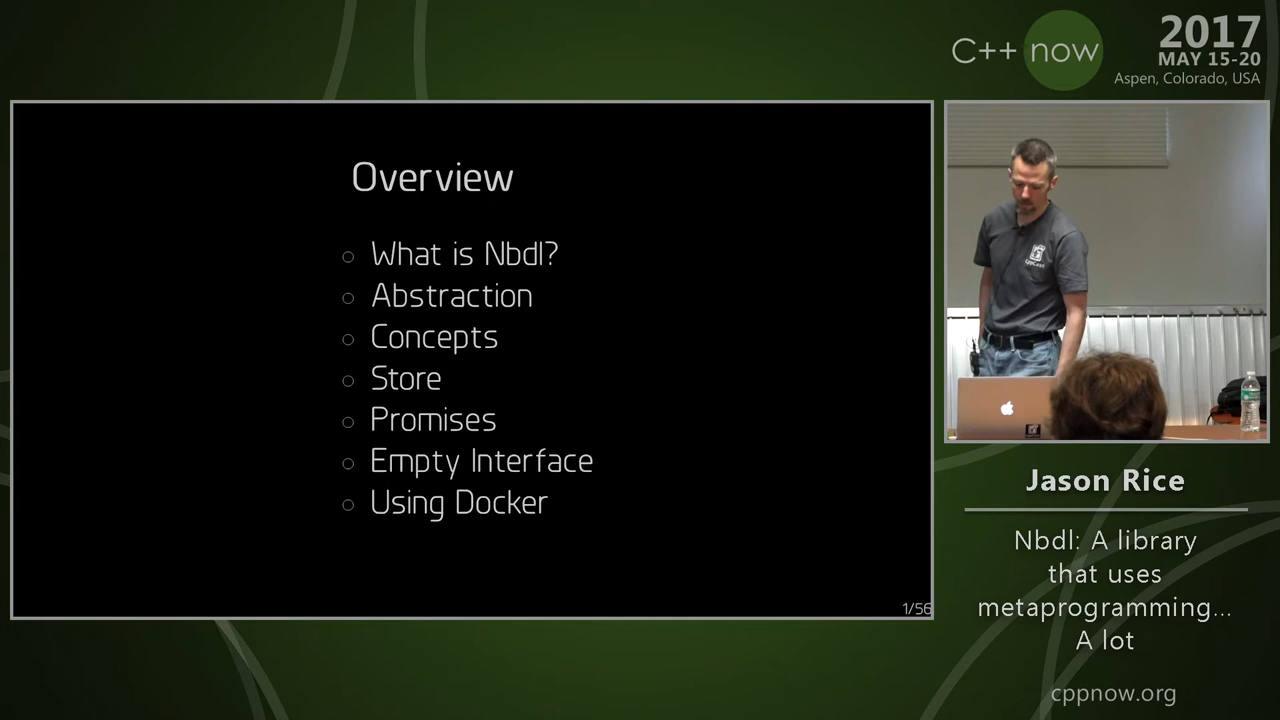 C++ now
2017
MAY 15-20
Aspen, Colorado, USA
Overview
What is Nbdl?
Abstraction
Concepts
Store
Promises
Empty Interface
Using Docker
1/56
CppCast
Jason Rice
Nbdl: A library
that uses
metaprogramming...
A lot
cppnow.org